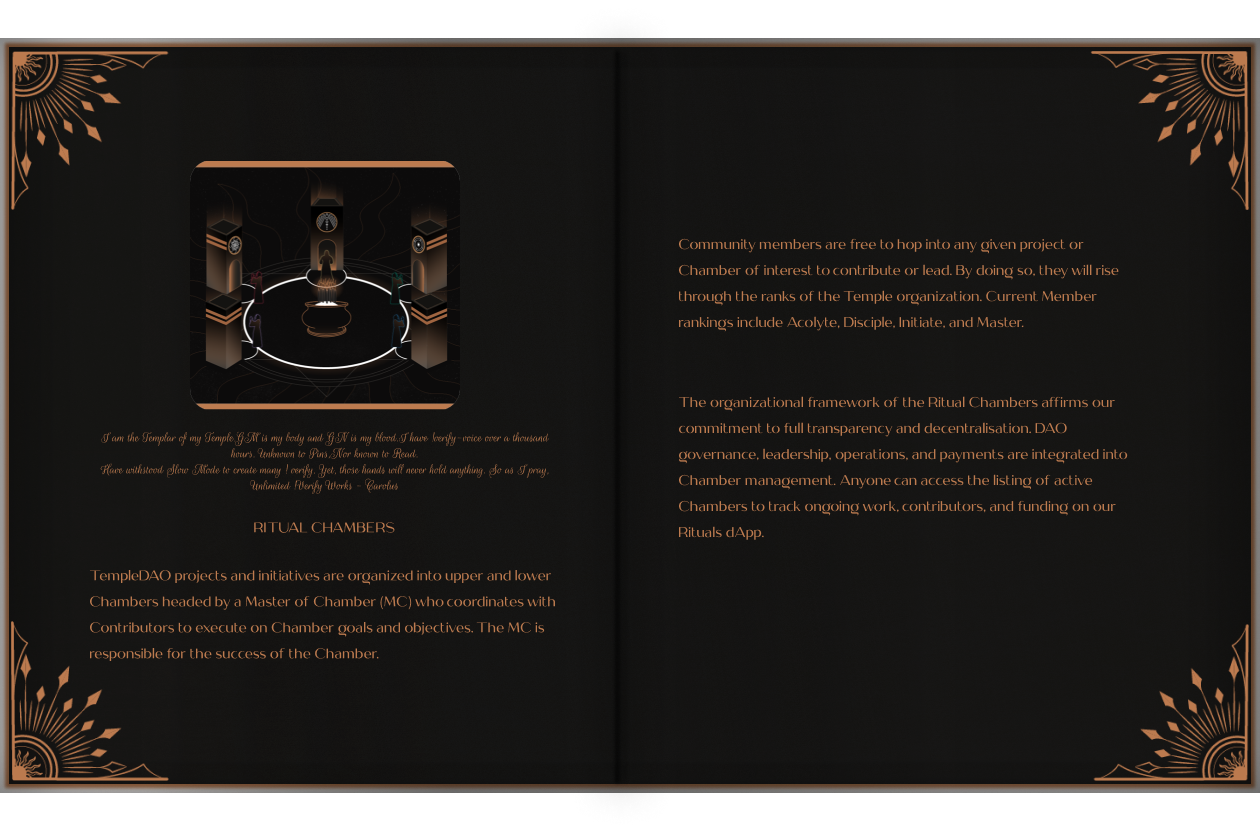 I am the Templar of my Temple,GM is my body and GN is my blood.I have !verify-voice over a thousand
hours. Unknown to Pins,Nor known to Read.
Have withstood Slow Mode to create many !verify. Yet, those hands will never hold anything. So as I pray,
Unlimited !Verify Works - Carolus
RITUAL CHAMBERS
TempleDAO projects and initiatives are organized into upper and lower
Chambers headed by a Master of Chamber (MC) who coordinates with
Contributors to execute on Chamber goals and objectives. The MC is
responsible for the success of the Chamber.
Community members are free to hop into any given project or
Chamber of interest to contribute or lead. By doing so, they will rise
through the ranks of the Temple organization. Current Member
rankings include Acolyte, Disciple, Initiate, and Master.
The organizational framework of the Ritual Chambers affirms our
commitment to full transparency and decentralisation. DAO
governance, leadership, operations, and payments are integrated into
Chamber management. Anyone can access the listing of active
Chambers to track ongoing work, contributors, and funding on our
Rituals dApp.